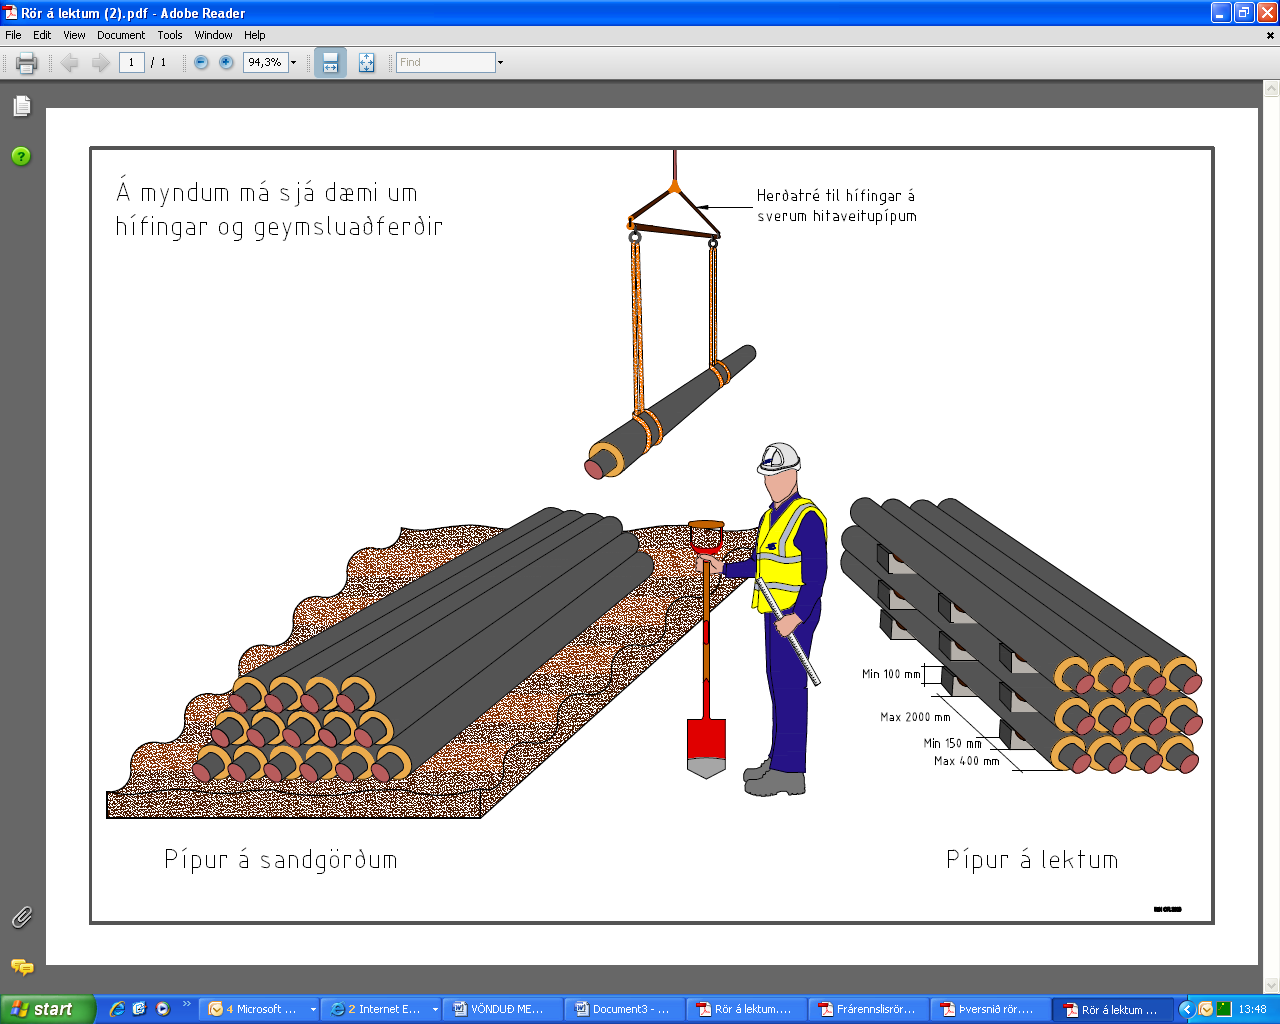 Rör á lektum (2).pdf - Adobe Reader
File Edit View Document Tools Window Help
1 / 1 94,3% Find
Á myndum má sjá dæmi um
hífingar og geymsluaðferðir
Herðatré til hífingar á
sverum hitaveitupípum
Min 100 mm
Max 2000 mm
Min 150 mm
Max 400 mm
Pípur á sandgörðum
Pípur á lektum
start 4 Microsoft ... 2 Internet E... VÖNDUÐ ME... Document3 - ... Rör á lektum.... Frárennslisrör... Þversnið rör.... Rör á lektum ... 13:48